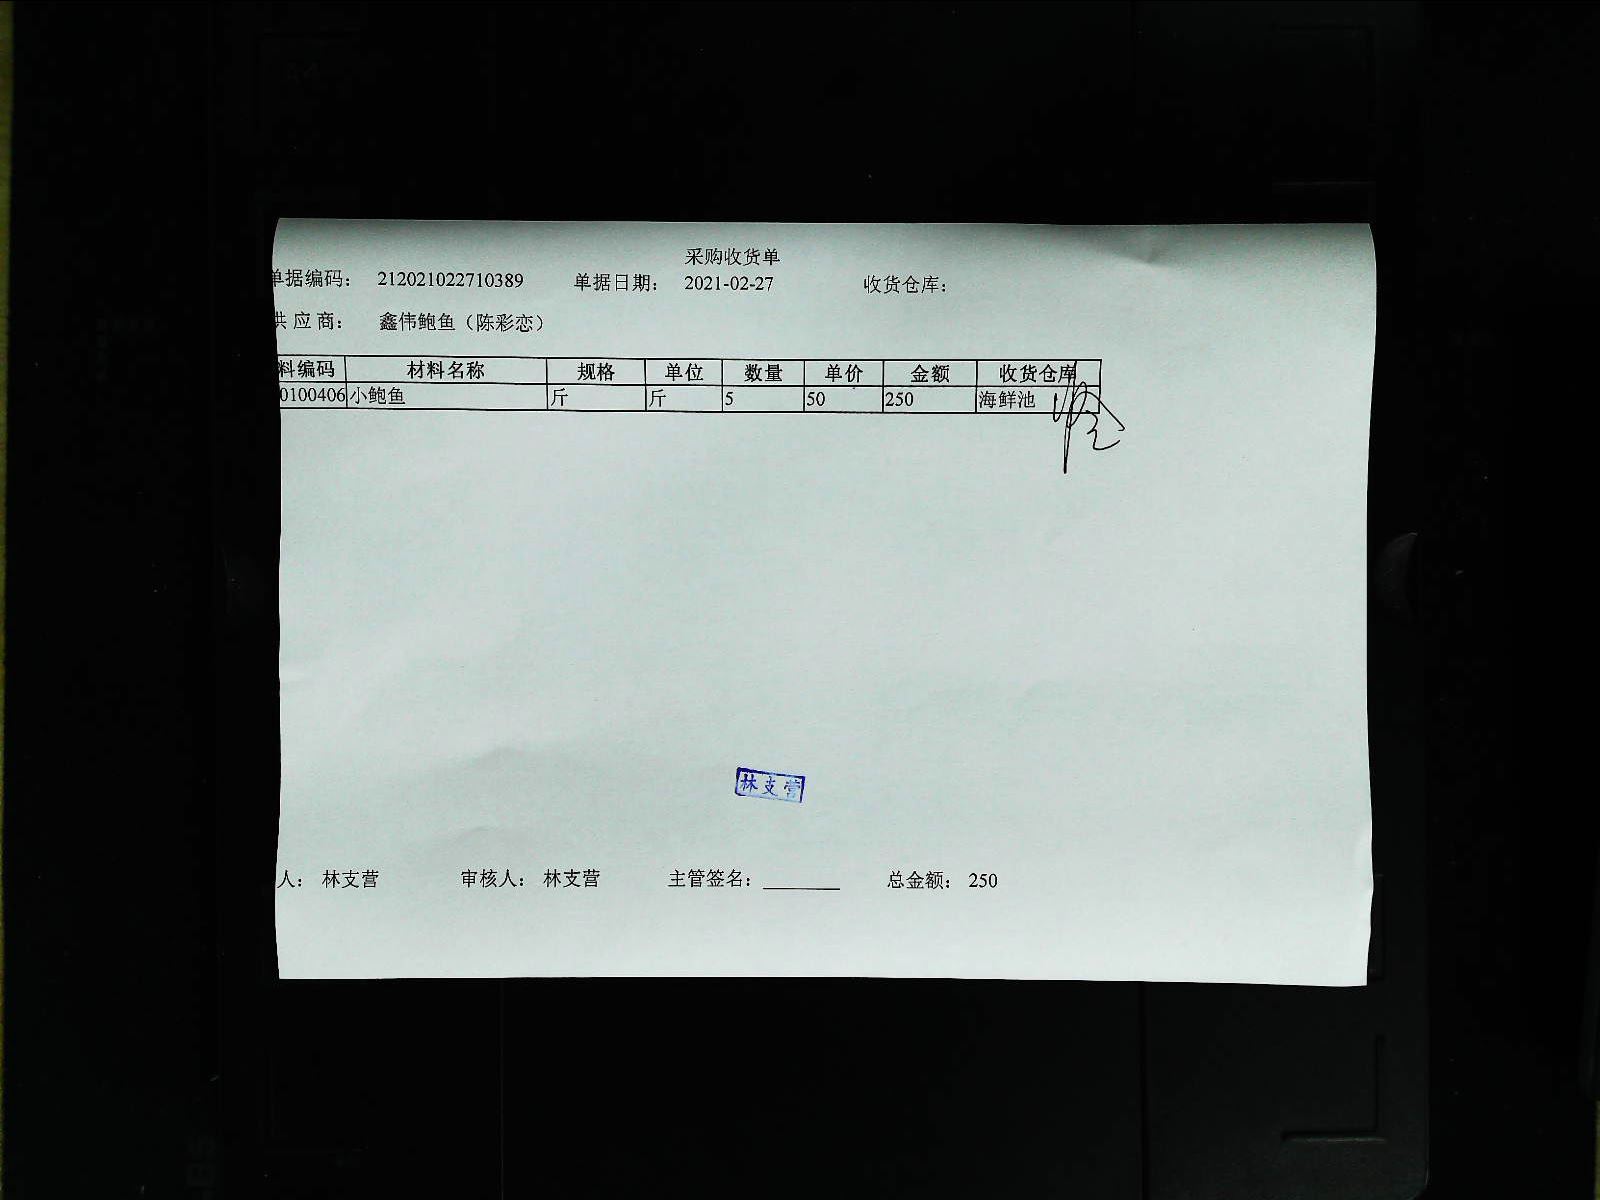 采购收货单
单据编码： 212021022710389 单据日期： 2021-02-27 收货仓库：
供应商： 鑫伟鲍鱼（陈彩恋）
料编码 材料名称 规格 单位 数量 单价 金额 收货仓库
0100406 小鲍鱼 斤 斤 5 50 250 海鲜池
林支营
人： 林支营 审核人： 林支营 主管签名： 总金额： 250